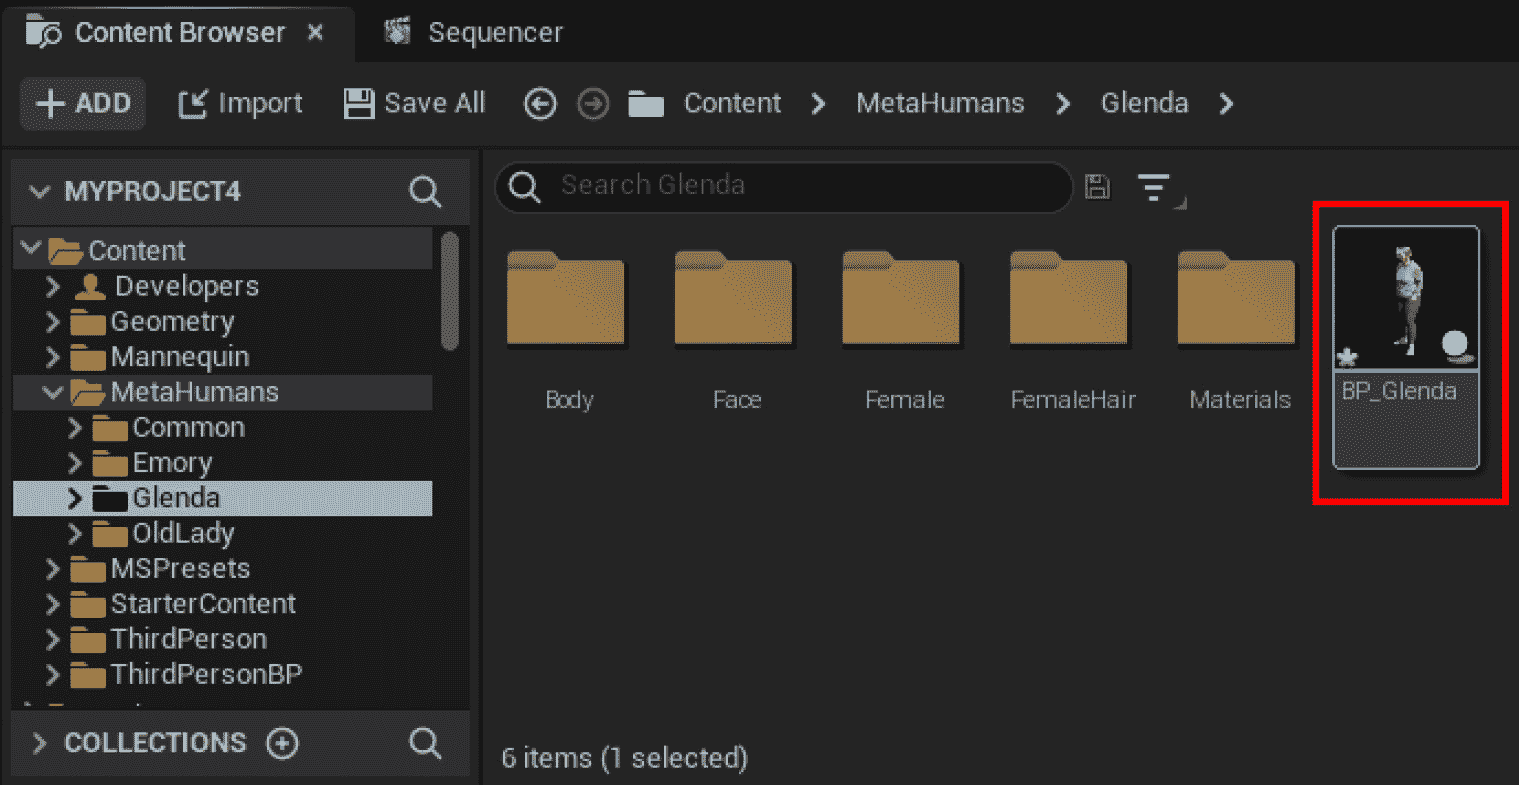 Content Browser
Sequencer
ADD
Import
Save All
Content
MetaHumans
Glenda
MYPROJECT4
Content
Developers
Geometry
Mannequin
MetaHumans
Common
Emory
Glenda
OldLady
MSPresets
StarterContent
ThirdPerson
ThirdPersonBP
COLLECTIONS
Search Glenda
Body
Face
Female
FemaleHair
Materials
BP_Glenda
6 items (1 selected)